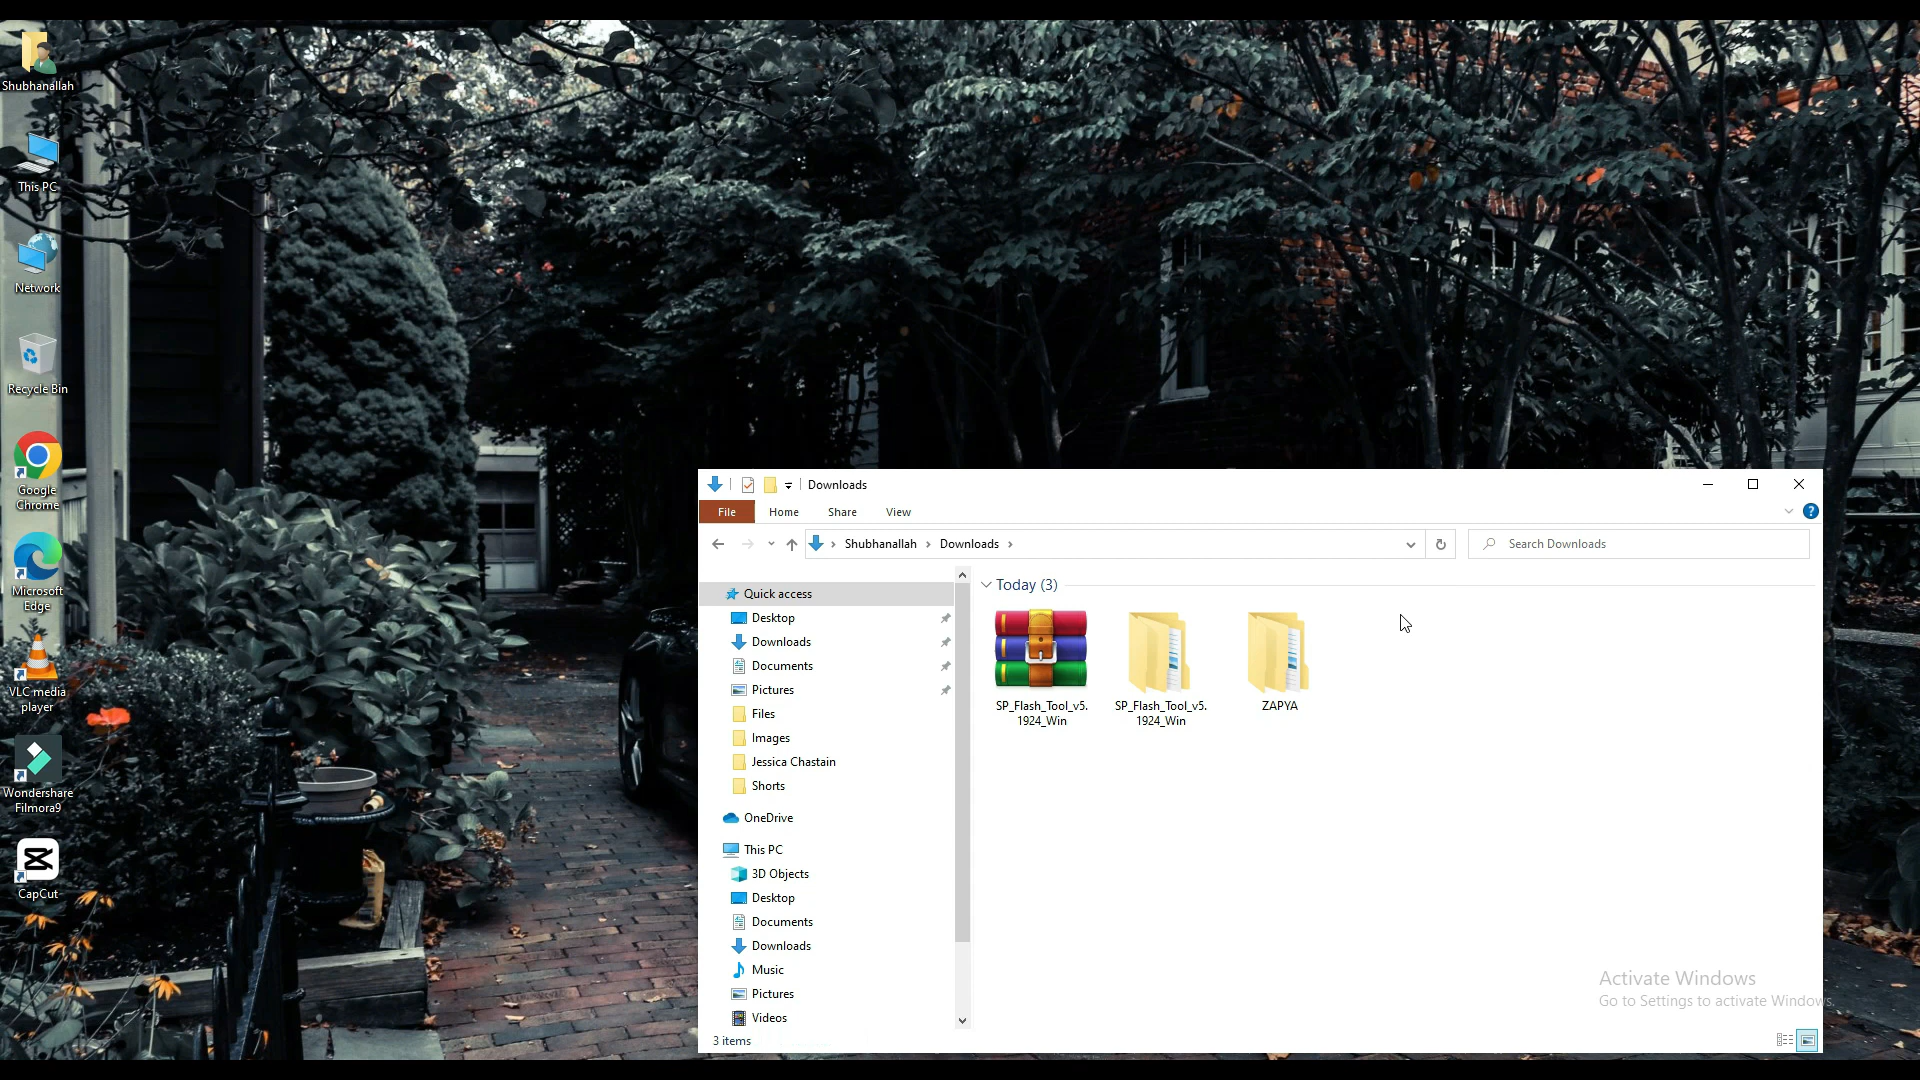 Shubhanallah
This PC
Network
Recycle Bin
Google
Chrome
Microsoft
Edge
VLC media
player
Wondershare
Filmora9
CapCut
Downloads
File Home Share View
Shubhanallah Downloads
Search Downloads
Quick access
Desktop
Downloads
Documents
Pictures
Files
Images
Jessica Chastain
Shorts
OneDrive
This PC
3D Objects
Desktop
Documents
Downloads
Music
Pictures
Videos
Today (3)
SP_Flash_Tool_v5.
1924_Win
SP_Flash_Tool_v5.
1924_Win
ZAPYA
Activate Windows
Go to Settings to activate Windows.
3 items